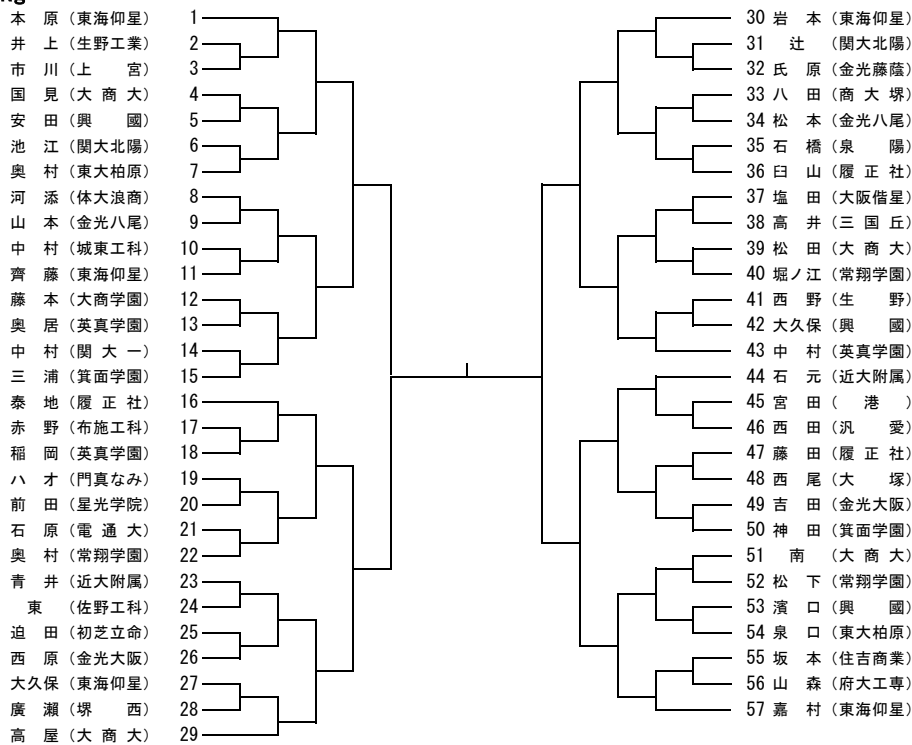 kg
本 原（東海仰星） 1
井 上（生野工業） 2
市 川（上 宮） 3
国 見（大 商 大） 4
安 田（興 國） 5
池 江（関大北陽） 6
奥 村（東大柏原） 7
河 添（体大浪商） 8
山 本（金光八尾） 9
中 村（城東工科） 10
齊 藤（東海仰星） 11
藤 本（大商学園） 12
奥 居（英真学園） 13
中 村（関 大 一） 14
三 浦（箕面学園） 15
泰 地（履 正 社） 16
赤 野（布施工科） 17
稲 岡（英真学園） 18
ハ オ（門真なみ） 19
前 田（星光学院） 20
石 原（電 通 大） 21
奥 村（常翔学園） 22
青 井（近大附属） 23
東 （佐野工科） 24
迫 田（初芝立命） 25
西 原（金光大阪） 26
大久保（東海仰星） 27
廣 瀬（堺 西） 28
高 屋（大 商 大） 29
30 岩 本（東海仰星）
31 辻 （関大北陽）
32 氏 原（金光藤蔭）
33 八 田（商 大 堺）
34 松 本（金光八尾）
35 石 橋（泉 陽）
36 臼 山（履 正 社）
37 塩 田（大阪偕星）
38 高 井（三 国 丘）
39 松 田（大 商 大）
40 堀ノ江（常翔学園）
41 西 野（生 野）
42 大久保（興 國）
43 中 村（英真学園）
44 石 元（近大附属）
45 宮 田（ 港 ）
46 西 田（汎 愛）
47 藤 田（履 正 社）
48 西 尾（大 塚）
49 吉 田（金光大阪）
50 神 田（箕面学園）
51 南 （大 商 大）
52 松 下（常翔学園）
53 濱 口（興 國）
54 泉 口（東大柏原）
55 坂 本（住吉商業）
56 山 森（府大工専）
57 嘉 村（東海仰星）